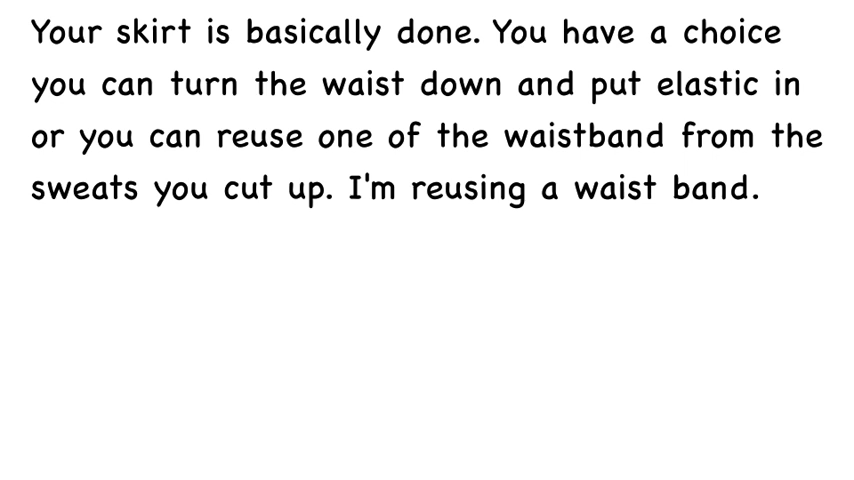 Your skirt is basically done. You have a choice
you can turn the waist down and put elastic in
or you can reuse one of the waistband from the
sweats you cut up. I'm reusing a waist band.